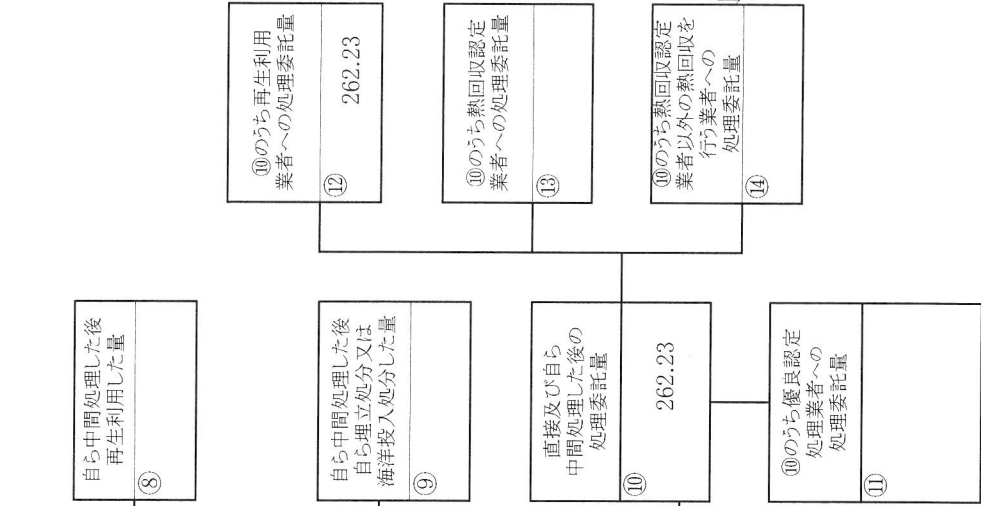 自ら中間処理した後
再生利用した量
⑧
自ら中間処理した後
自ら埋立処分又は
海洋投入処分した量
⑨
直接及び自ら
中間処理した後の
処理委託量
⑩
262.23
⑩のうち優良認定
処理業者への
処理委託量
⑪
⑩のうち再生利用
業者への処理委託量
⑫
262.23
⑩のうち熱回収認定
業者への処理委託量
⑬
⑩のうち熱回収認定
業者以外の熱回収を
行う業者への
処理委託量
⑭